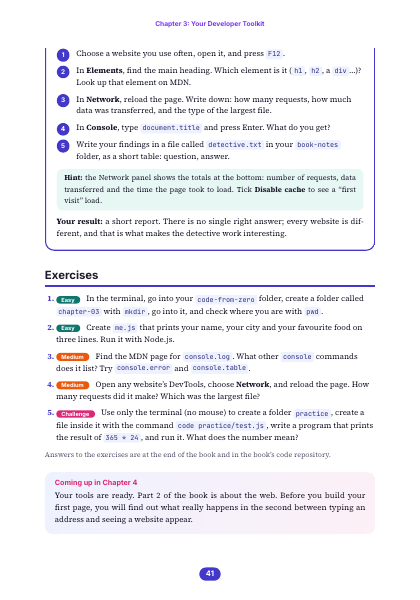 Chapter 3: Your Developer Toolkit
1 Choose a website you use often, open it, and press F12.
2 In Elements, find the main heading. Which element is it (h1, h2, a div…)?
Look up that element on MDN.
3 In Network, reload the page. Write down: how many requests, how much
data was transferred, and the type of the largest file.
4 In Console, type document.title and press Enter. What do you get?
5 Write your findings in a file called detective.txt in your book-notes
folder, as a short table: question, answer.
Hint: the Network panel shows the totals at the bottom: number of requests, data
transferred and the time the page took to load. Tick Disable cache to see a “first
visit” load.
Your result: a short report. There is no single right answer; every website is dif-
ferent, and that is what makes the detective work interesting.
Exercises
1. Easy In the terminal, go into your code-from-zero folder, create a folder called
chapter-03 with mkdir, go into it, and check where you are with pwd.
2. Easy Create me.js that prints your name, your city and your favourite food on
three lines. Run it with Node.js.
3. Medium Find the MDN page for console.log. What other console commands
does it list? Try console.error and console.table.
4. Medium Open any website's DevTools, choose Network, and reload the page. How
many requests did it make? Which was the largest file?
5. Challenge Use only the terminal (no mouse) to create a folder practice, create a
file inside it with the command code practice/test.js, write a program that prints
the result of 365 * 24, and run it. What does the number mean?
Answers to the exercises are at the end of the book and in the book's code repository.
Coming up in Chapter 4
Your tools are ready. Part 2 of the book is about the web. Before you build your
first page, you will find out what really happens in the second between typing an
address and seeing a website appear.
41